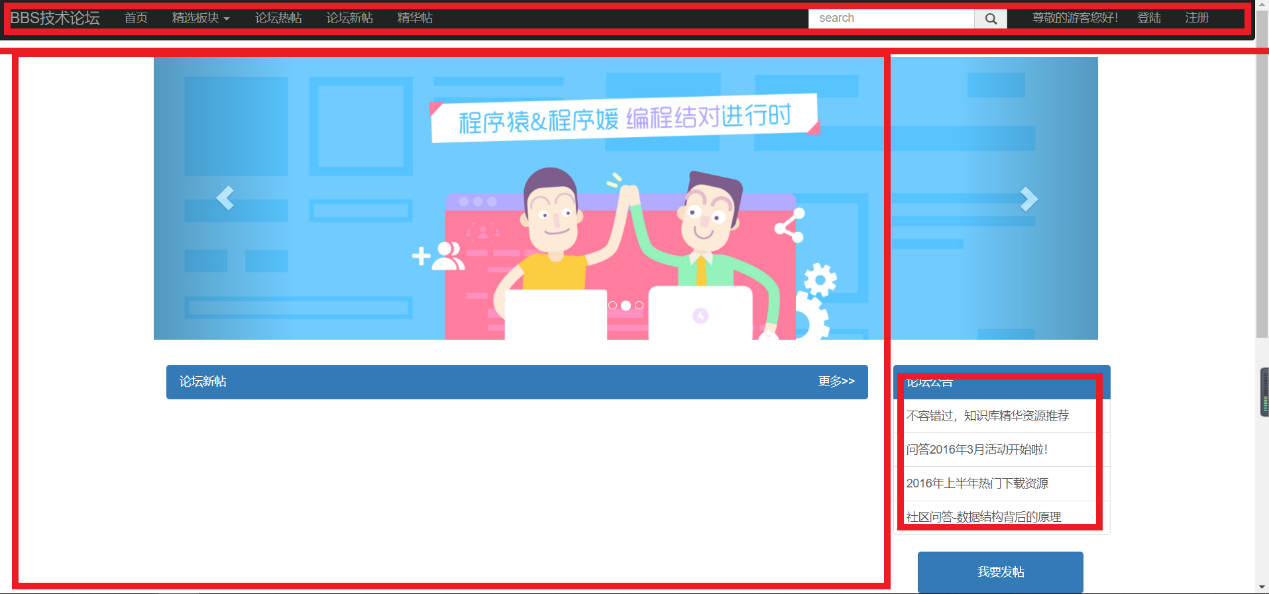 BBS技术论坛 首页 精选板块 论坛热帖 论坛新帖 精华帖 search 尊敬的游客您好! 登陆 注册
程序猿&程序媛 编程结对进行时
论坛新帖 更多>> 论坛公告
不容错过，知识库精华资源推荐
问答2016年3月活动开始啦!
2016年上半年热门下载资源
社区问答-数据结构背后的原理
我要发帖